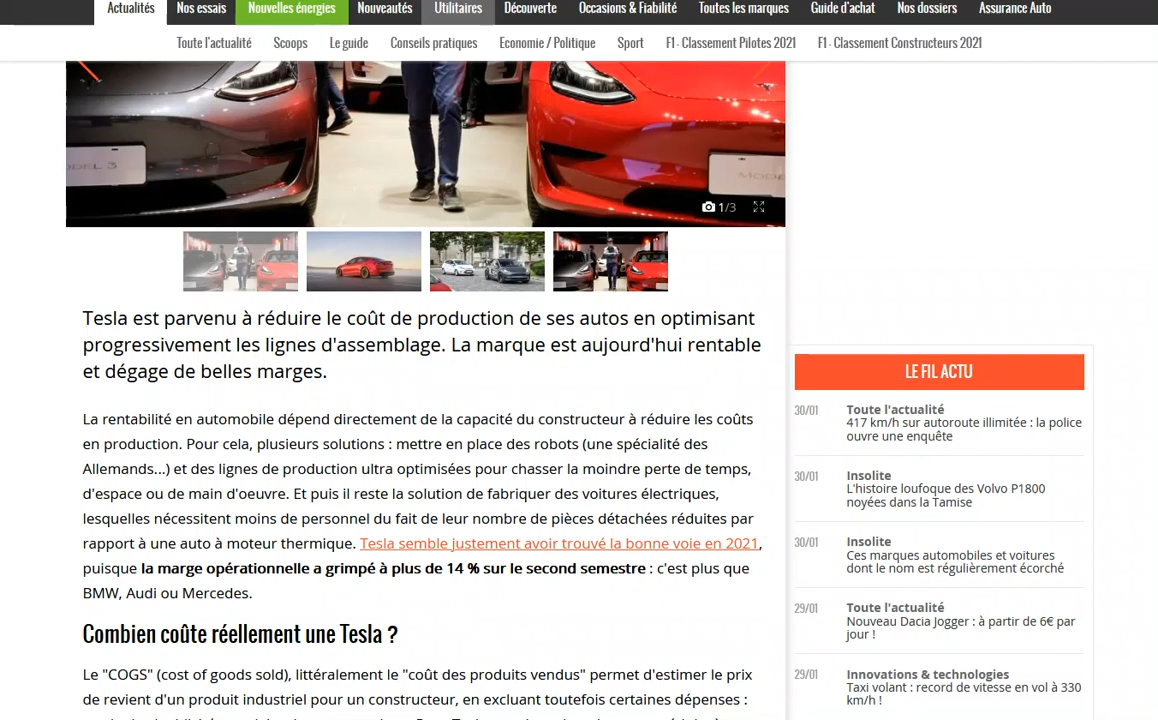 Actualités Nos essais Nouvelles énergies Nouveautés Utilitaires Découverte Occasions & Fiabilité Toutes les marques Guide d'achat Nos dossiers Assurance Auto
Toute l'actualité Scoops Le guide Conseils pratiques Economie / Politique Sport F1 - Classement Pilotes 2021 F1 - Classement Constructeurs 2021
1/3
Tesla est parvenu à réduire le coût de production de ses autos en optimisant
progressivement les lignes d'assemblage. La marque est aujourd'hui rentable
et dégage de belles marges.
La rentabilité en automobile dépend directement de la capacité du constructeur à réduire les coûts
en production. Pour cela, plusieurs solutions : mettre en place des robots (une spécialité des
Allemands...) et des lignes de production ultra optimisées pour chasser la moindre perte de temps,
d'espace ou de main d'oeuvre. Et puis il reste la solution de fabriquer des voitures électriques,
lesquelles nécessitent moins de personnel du fait de leur nombre de pièces détachées réduites par
rapport à une auto à moteur thermique. Tesla semble justement avoir trouvé la bonne voie en 2021,
puisque la marge opérationnelle a grimpé à plus de 14 % sur le second semestre : c'est plus que
BMW, Audi ou Mercedes.
Combien coûte réellement une Tesla ?
Le "COGS" (cost of goods sold), littéralement le "coût des produits vendus" permet d'estimer le prix
de revient d'un produit industriel pour un constructeur, en excluant toutefois certaines dépenses :
LE FIL ACTU
30/01 Toute l'actualité
417 km/h sur autoroute illimitée : la police
ouvre une enquête
30/01 Insolite
L'histoire loufoque des Volvo P1800
noyées dans la Tamise
30/01 Insolite
Ces marques automobiles et voitures
dont le nom est régulièrement écorché
29/01 Toute l'actualité
Nouveau Dacia Jogger : à partir de 6€ par
jour !
29/01 Innovations & technologies
Taxi volant : record de vitesse en vol à 330
km/h !